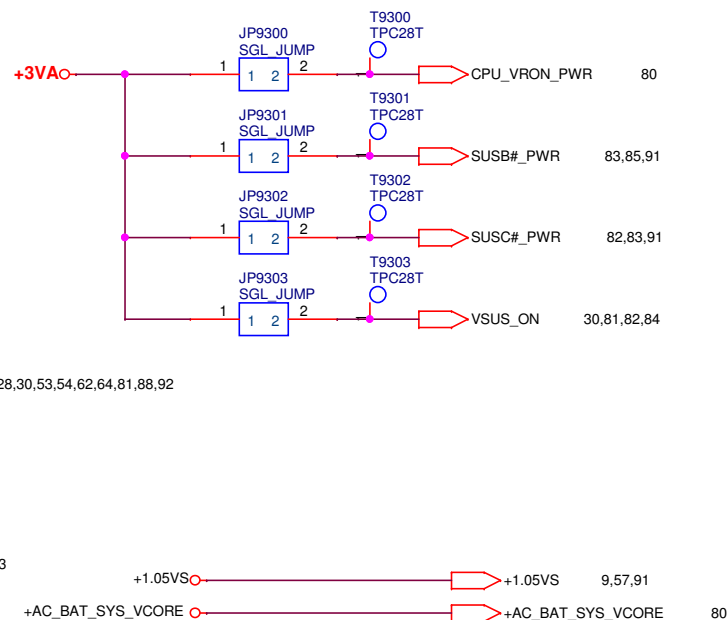 T9300
JP9300 TPC28T
SGL_JUMP
+3VA 1 1 2 2 CPU_VRON_PWR 80
T9301
JP9301 TPC28T
SGL_JUMP
1 1 2 2 SUSB#_PWR 83,85,91
T9302
JP9302 TPC28T
SGL_JUMP
1 1 2 2 SUSC#_PWR 82,83,91
T9303
JP9303 TPC28T
SGL_JUMP
1 1 2 2 VSUS_ON 30,81,82,84
28,30,53,54,62,64,81,88,92
3
+1.05VS +1.05VS 9,57,91
+AC_BAT_SYS_VCORE +AC_BAT_SYS_VCORE 80